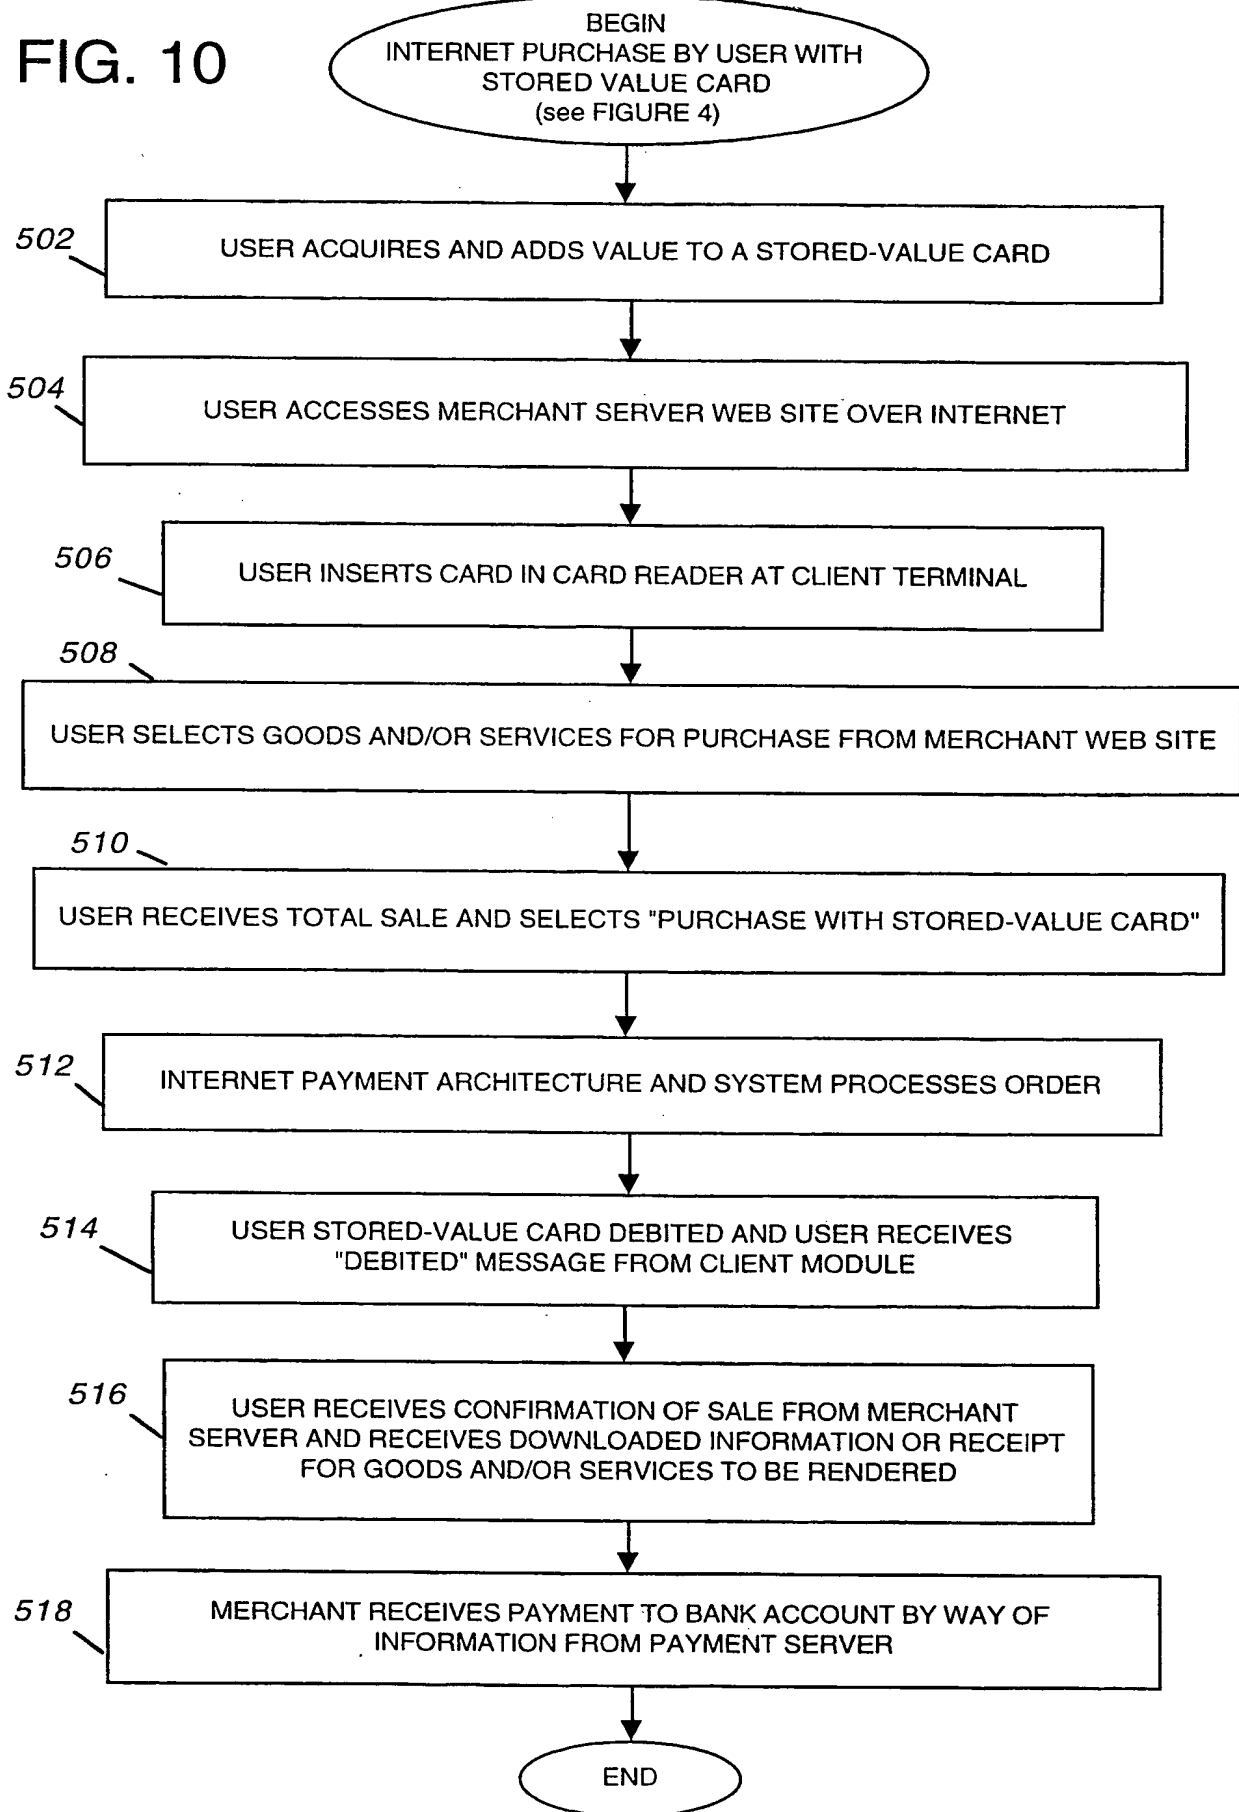 FIG. 10
BEGIN
INTERNET PURCHASE BY USER WITH
STORED VALUE CARD
(see FIGURE 4)
502
USER ACQUIRES AND ADDS VALUE TO A STORED-VALUE CARD
504
USER ACCESSES MERCHANT SERVER WEB SITE OVER INTERNET
506
USER INSERTS CARD IN CARD READER AT CLIENT TERMINAL
508
USER SELECTS GOODS AND/OR SERVICES FOR PURCHASE FROM MERCHANT WEB SITE
510
USER RECEIVES TOTAL SALE AND SELECTS "PURCHASE WITH STORED-VALUE CARD"
512
INTERNET PAYMENT ARCHITECTURE AND SYSTEM PROCESSES ORDER
514
USER STORED-VALUE CARD DEBITED AND USER RECEIVES
"DEBITED" MESSAGE FROM CLIENT MODULE
516
USER RECEIVES CONFIRMATION OF SALE FROM MERCHANT
SERVER AND RECEIVES DOWNLOADED INFORMATION OR RECEIPT
FOR GOODS AND/OR SERVICES TO BE RENDERED
518
MERCHANT RECEIVES PAYMENT TO BANK ACCOUNT BY WAY OF
INFORMATION FROM PAYMENT SERVER
END